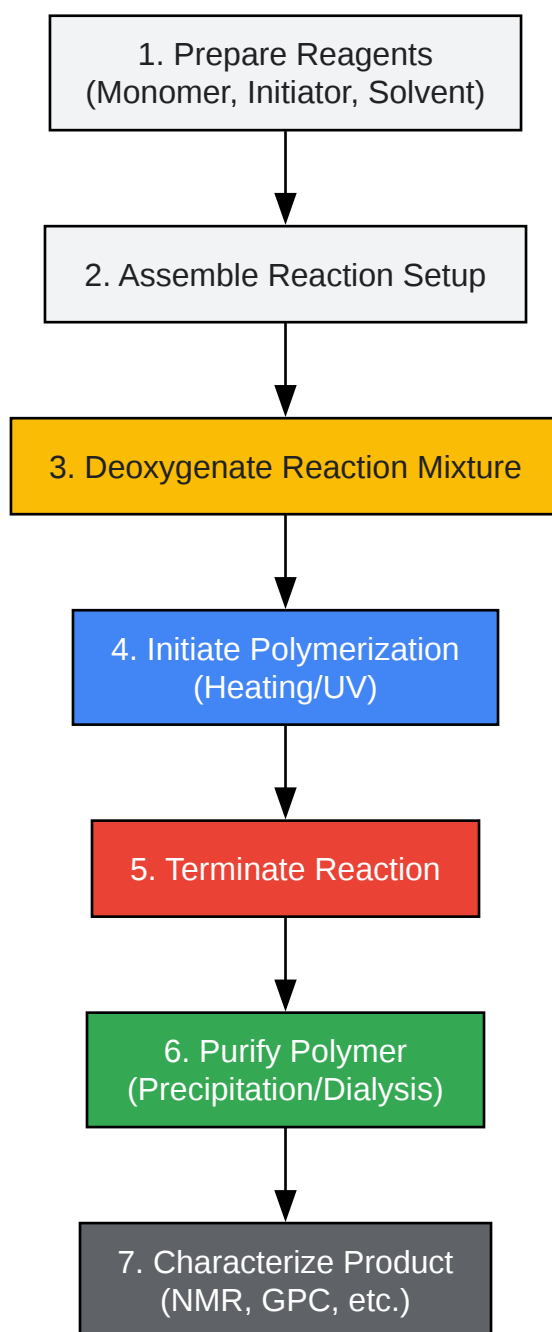 1. Prepare Reagents
(Monomer, Initiator, Solvent)
2. Assemble Reaction Setup
3. Deoxygenate Reaction Mixture
4. Initiate Polymerization
(Heating/UV)
5. Terminate Reaction
6. Purify Polymer
(Precipitation/Dialysis)
7. Characterize Product
(NMR, GPC, etc.)